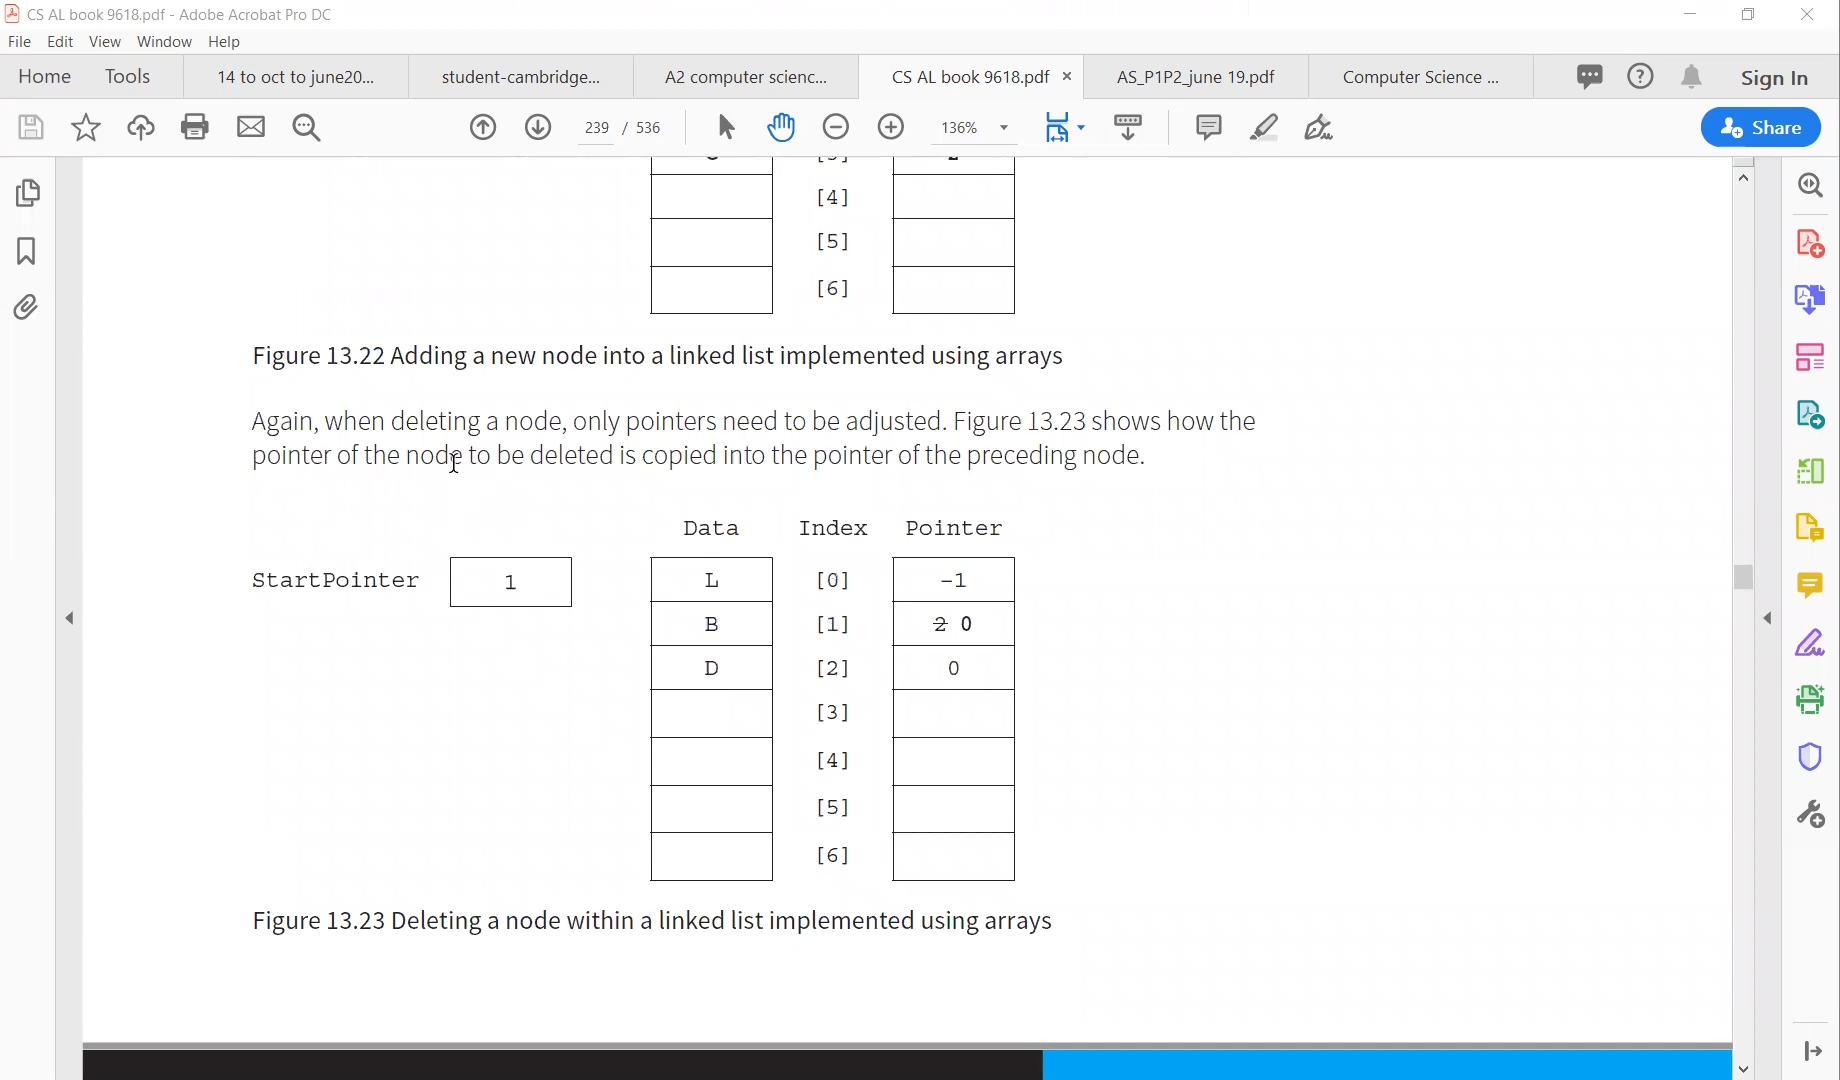 CS AL book 9618.pdf - Adobe Acrobat Pro DC
File Edit View Window Help
Home Tools 14 to oct to june20... student-cambridge... A2 computer scienc... CS AL book 9618.pdf × AS_P1P2_june 19.pdf Computer Science ... Sign In
239 / 536 136% Share
[4]
[5]
[6]
Figure 13.22 Adding a new node into a linked list implemented using arrays
Again, when deleting a node, only pointers need to be adjusted. Figure 13.23 shows how the
pointer of the node to be deleted is copied into the pointer of the preceding node.
Data Index Pointer
StartPointer 1 L [0] -1
B [1] 2 0
D [2] 0
[3]
[4]
[5]
[6]
Figure 13.23 Deleting a node within a linked list implemented using arrays